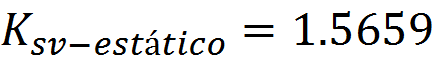 K_{sv-estático} = 1.5659